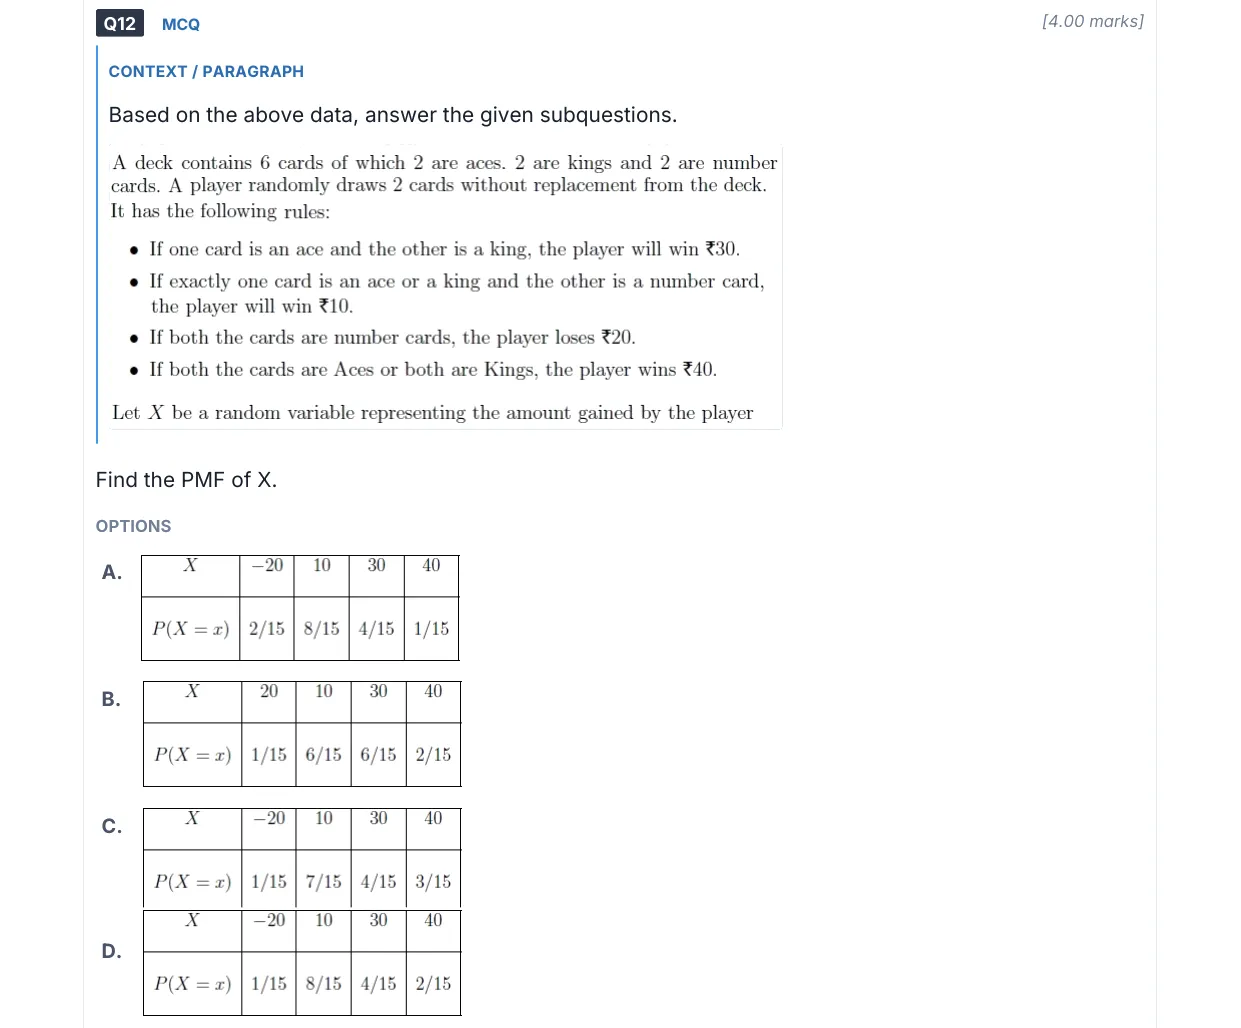 Q12 MCQ [4.00 marks]
CONTEXT / PARAGRAPH
Based on the above data, answer the given subquestions.
A deck contains 6 cards of which 2 are aces. 2 are kings and 2 are number
cards. A player randomly draws 2 cards without replacement from the deck.
It has the following rules:
• If one card is an ace and the other is a king, the player will win ₹30.
• If exactly one card is an ace or a king and the other is a number card,
the player will win ₹10.
• If both the cards are number cards, the player loses ₹20.
• If both the cards are Aces or both are Kings, the player wins ₹40.
Let X be a random variable representing the amount gained by the player
Find the PMF of X.
OPTIONS
A.
X −20 10 30 40
P(X = x) 2/15 8/15 4/15 1/15
B.
X 20 10 30 40
P(X = x) 1/15 6/15 6/15 2/15
C.
X −20 10 30 40
P(X = x) 1/15 7/15 4/15 3/15
D.
X −20 10 30 40
P(X = x) 1/15 8/15 4/15 2/15